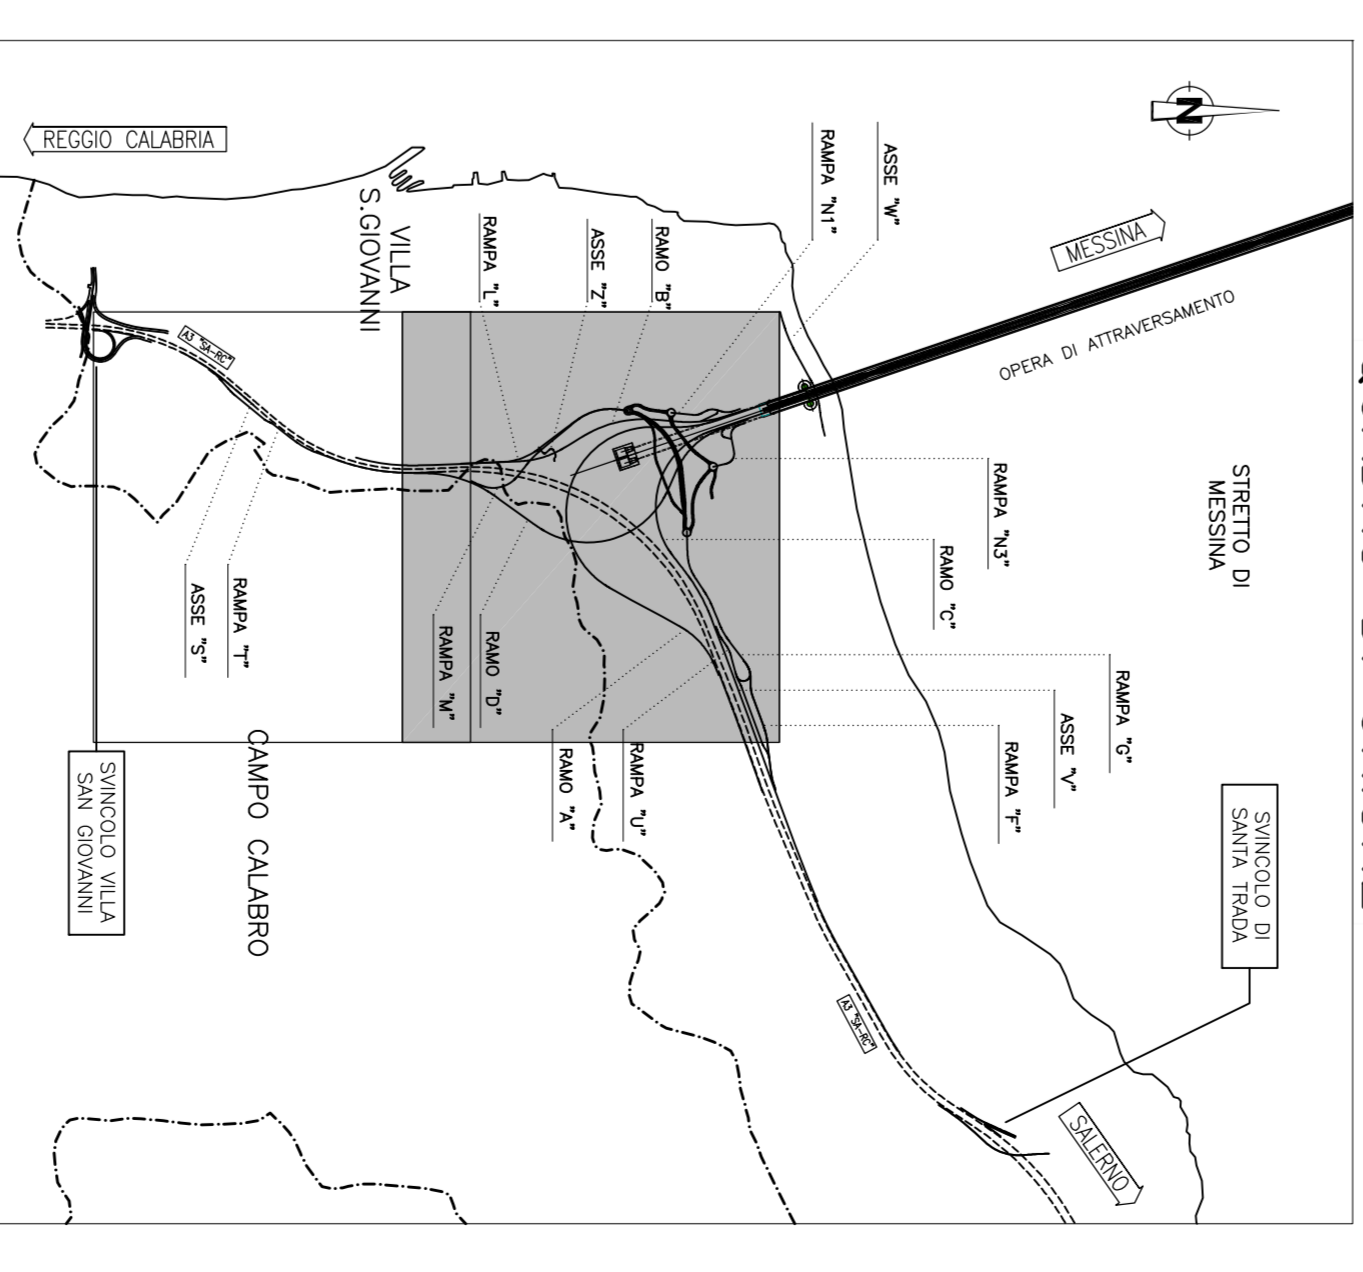 REGGIO CALABRIA
N
RAMPA "N1"
ASSE "W"
MESSINA
OPERA DI ATTRAVERSAMENTO
VILLA
S.GIOVANNI
RAMPA "L"
ASSE "Z"
RAMO "B"
A3 "SA-RC"
STRETTO DI
MESSINA
RAMPA "N3"
RAMO "C"
RAMPA "G"
ASSE "V"
RAMPA "F"
RAMPA "T"
ASSE "S"
RAMPA "M"
RAMO "D"
RAMO "A"
RAMPA "U"
CAMPO CALABRO
SVINCOLO VILLA
SAN GIOVANNI
SVINCOLO DI
SANTA TRADA
A3 "SA-RC"
SALERNO